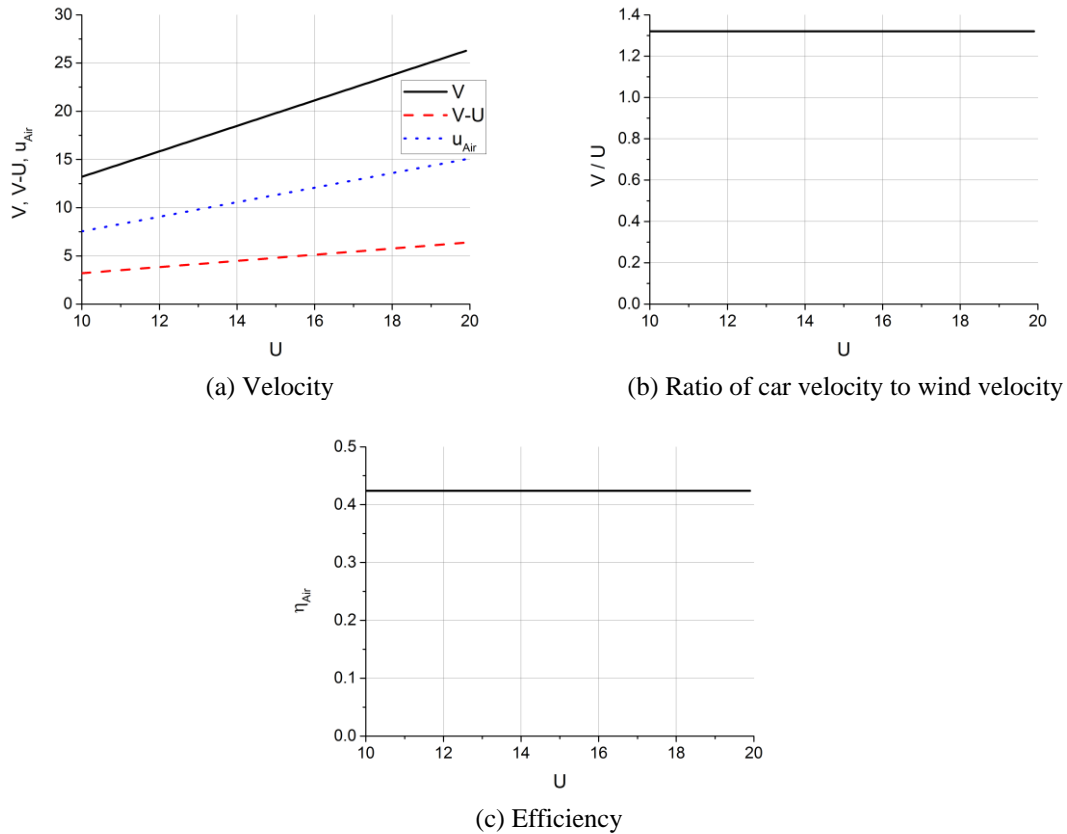 30
25
20
15
10
5
0
V, V-U, u_Air
V
V-U
u_Air
10 12 14 16 18 20
U
(a) Velocity
1.4
1.2
1.0
0.8
0.6
0.4
0.2
0.0
V / U
10 12 14 16 18 20
U
(b) Ratio of car velocity to wind velocity
0.5
0.4
0.3
0.2
0.1
0.0
η_Air
10 12 14 16 18 20
U
(c) Efficiency